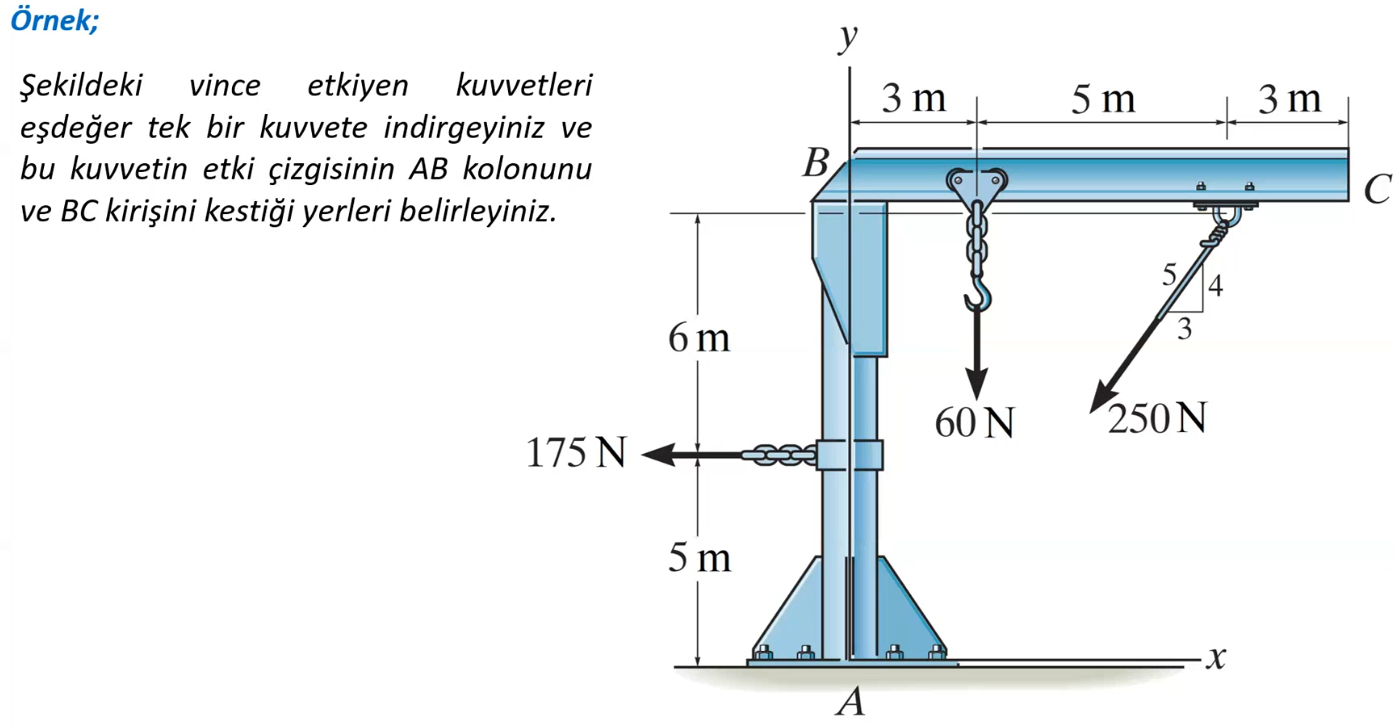 Örnek;
Şekildeki vince etkiyen kuvvetleri
eşdeğer tek bir kuvvete indirgeyiniz ve
bu kuvvetin etki çizgisinin AB kolonunu
ve BC kirişini kestiği yerleri belirleyiniz.
y
3 m
5 m
3 m
B
C
5
4
3
6 m
60 N
250 N
175 N
5 m
x
A